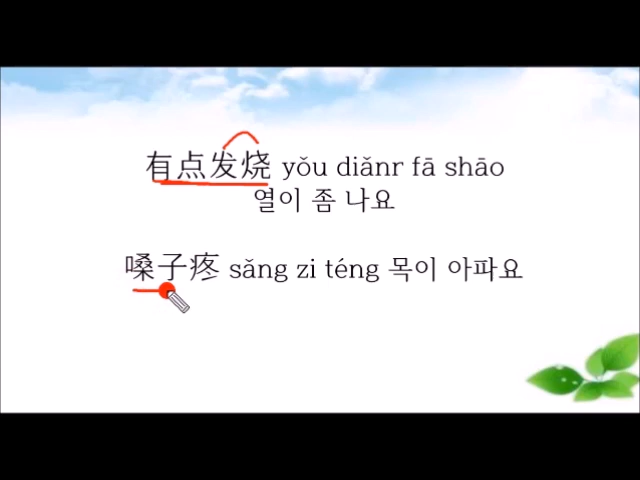 有点发烧 yǒu diǎnr fā shāo
열이 좀 나요
嗓子疼 sǎng zi téng 목이 아파요